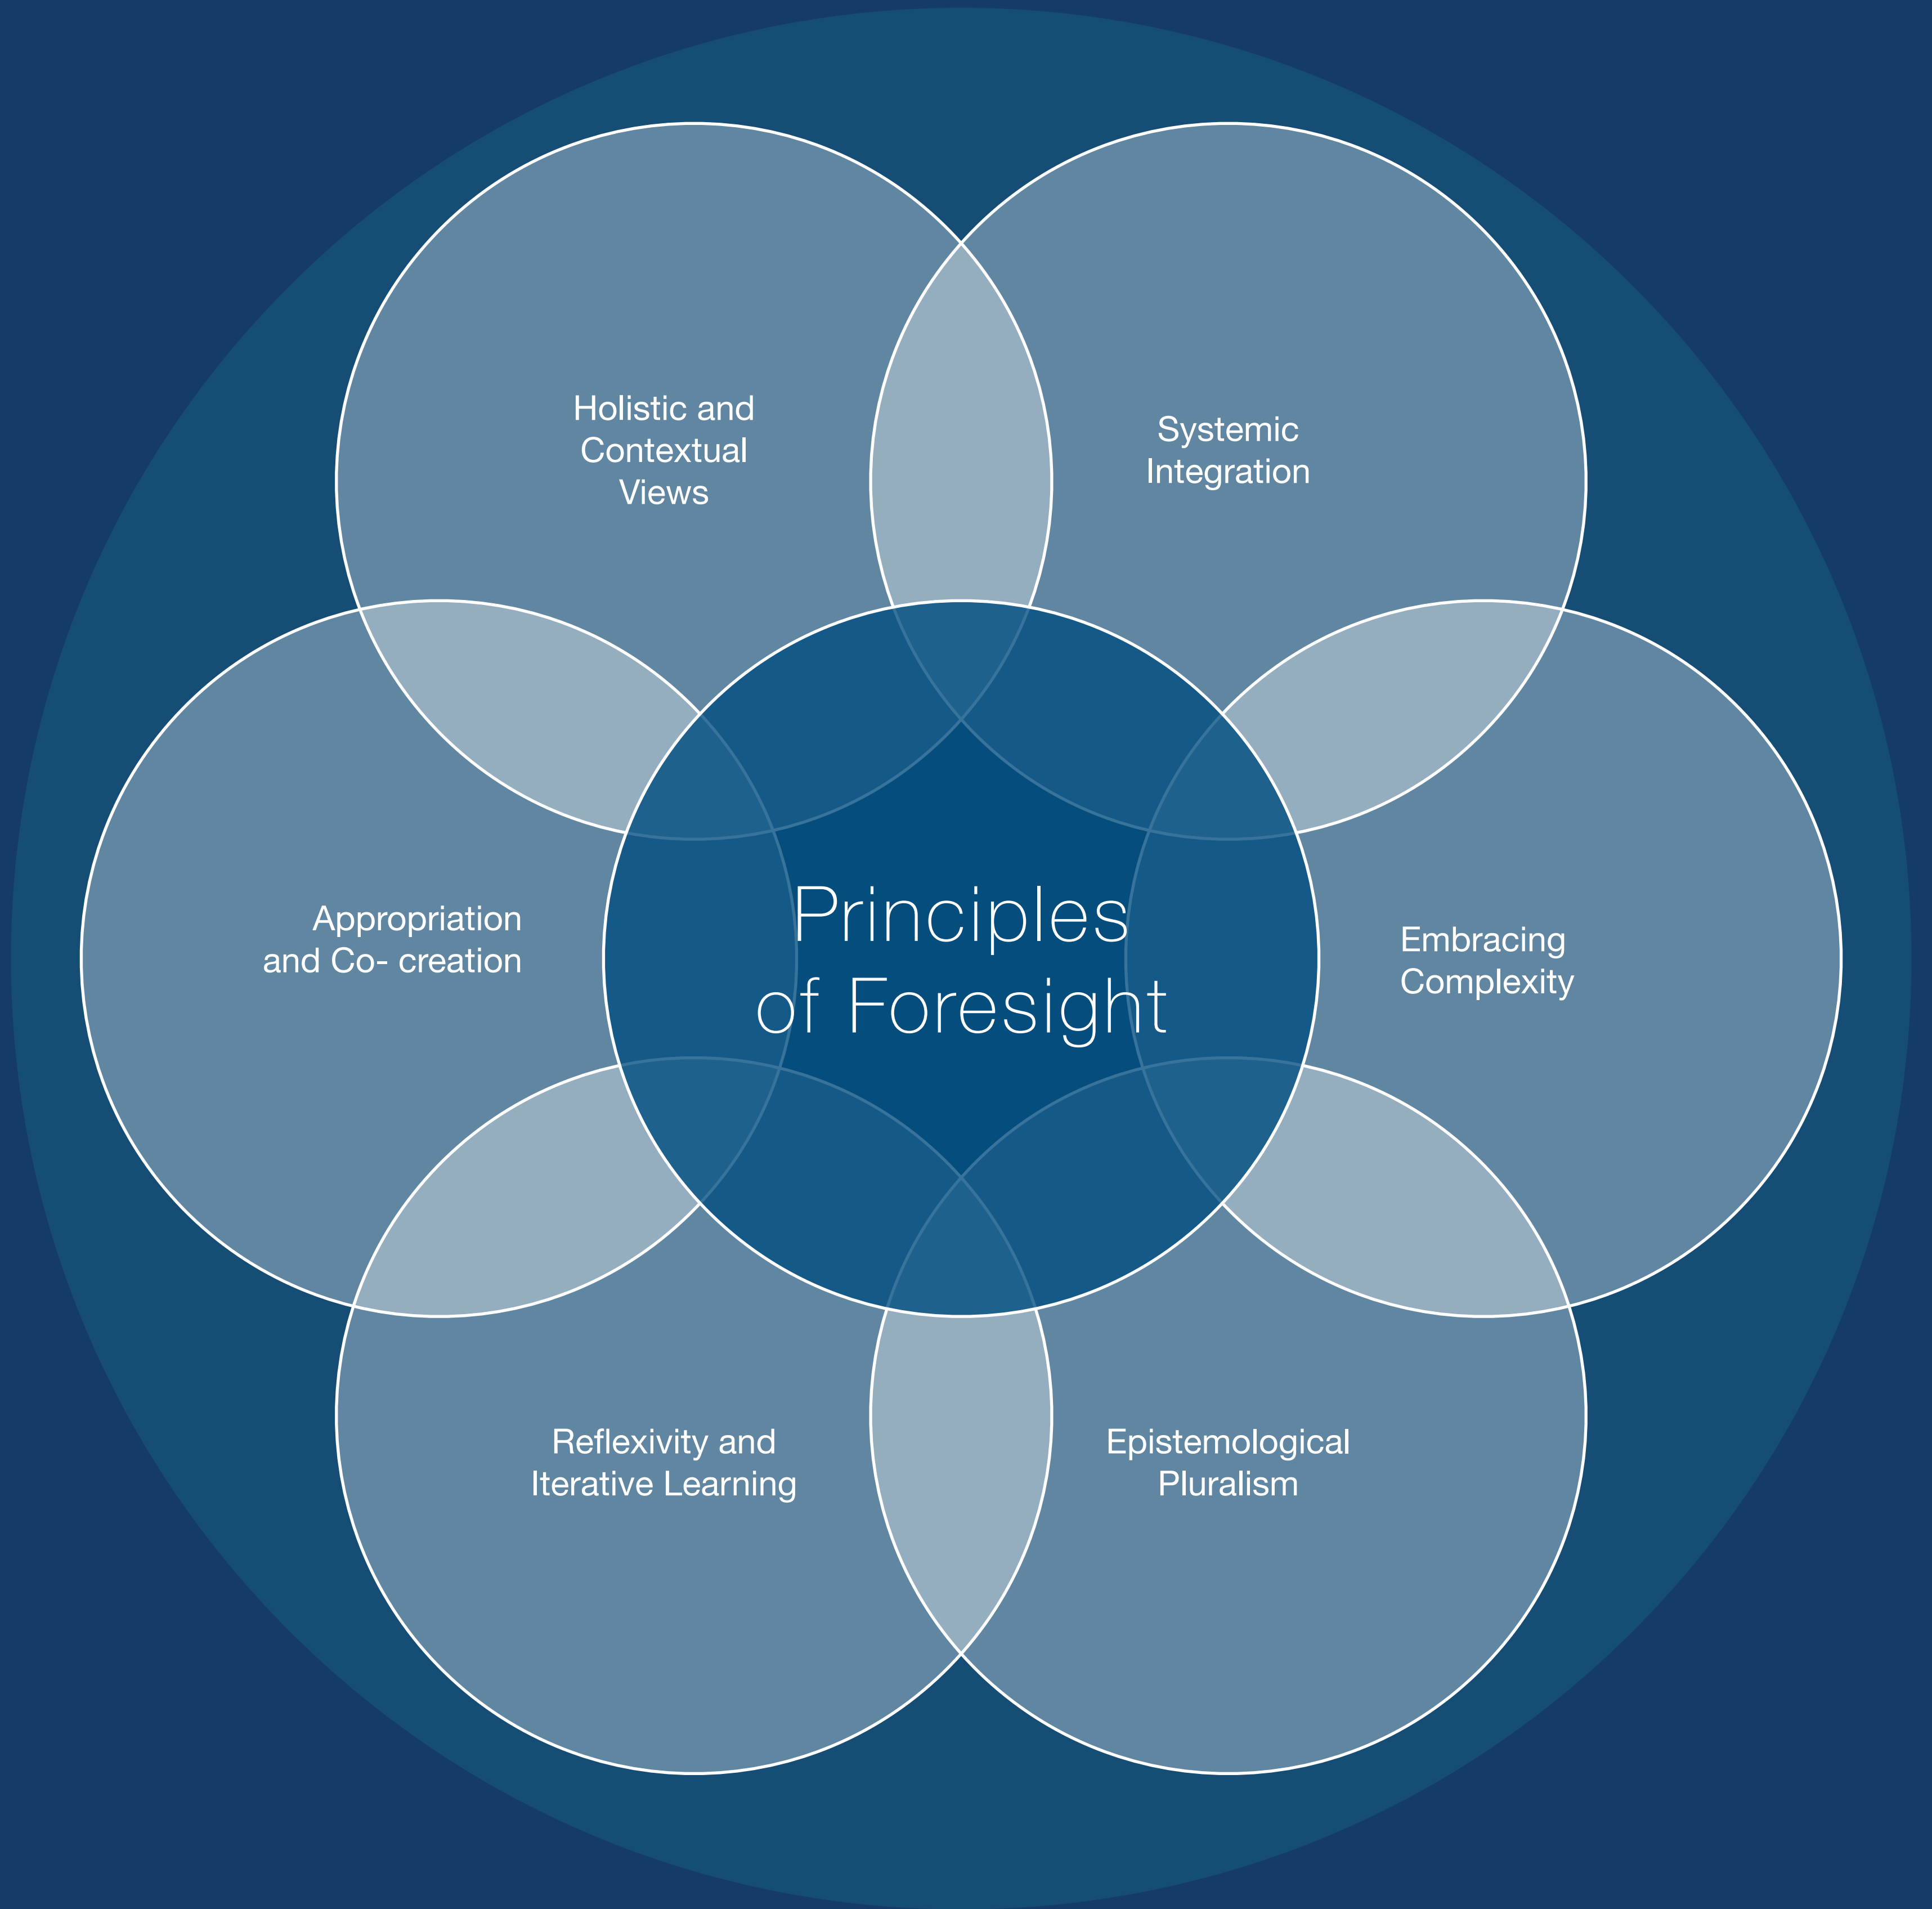 Holistic and
Contextual
Views
Systemic
Integration
Appropriation
and Co- creation
Principles
of Foresight
Embracing
Complexity
Reflexivity and
Iterative Learning
Epistemological
Pluralism